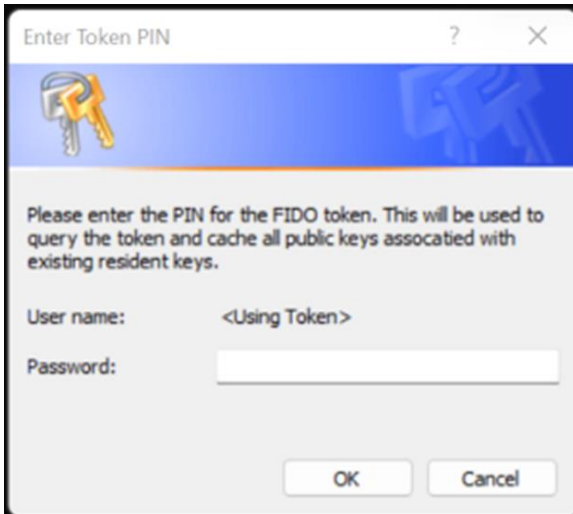 Enter Token PIN
?
Please enter the PIN for the FIDO token. This will be used to
query the token and cache all public keys assocatied with
existing resident keys.
User name: <Using Token>
Password:
OK Cancel